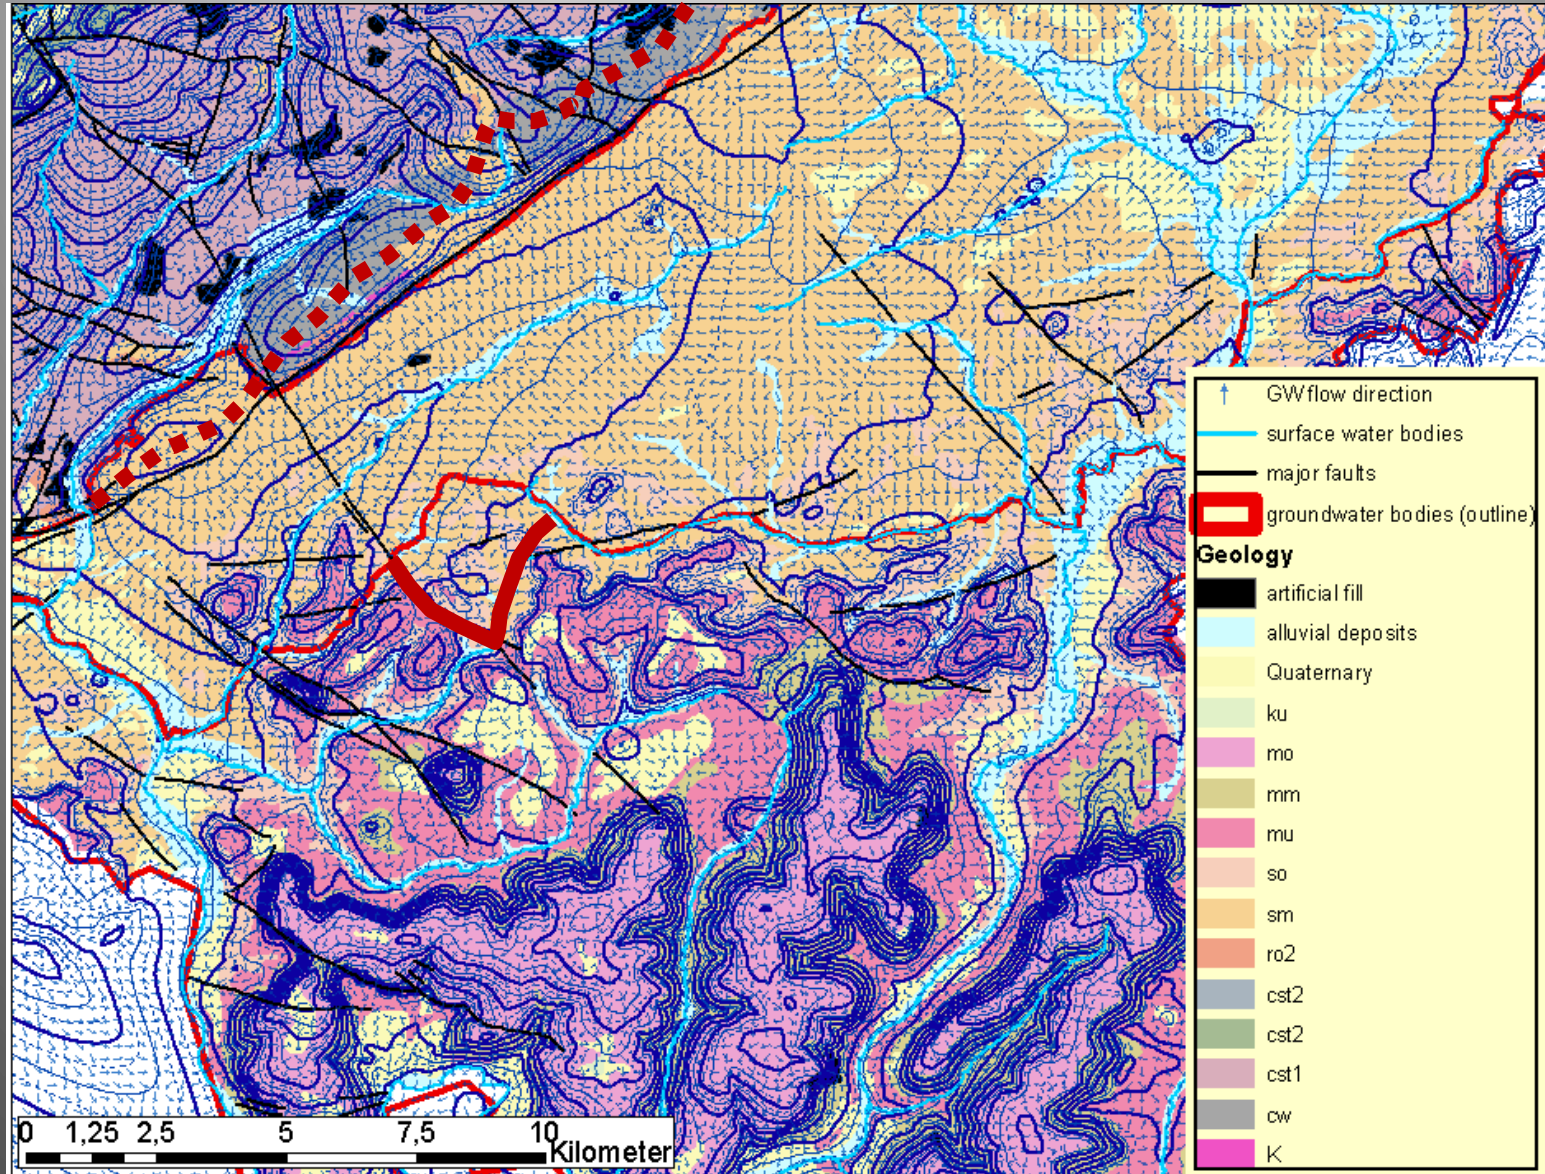 GW flow direction
surface water bodies
major faults
groundwater bodies (outline)
Geology
artificial fill
alluvial deposits
Quaternary
ku
mo
mm
mu
so
sm
ro2
cst2
cst2
cst1
cw
K
0 1,25 2,5 5 7,5 10 Kilometer